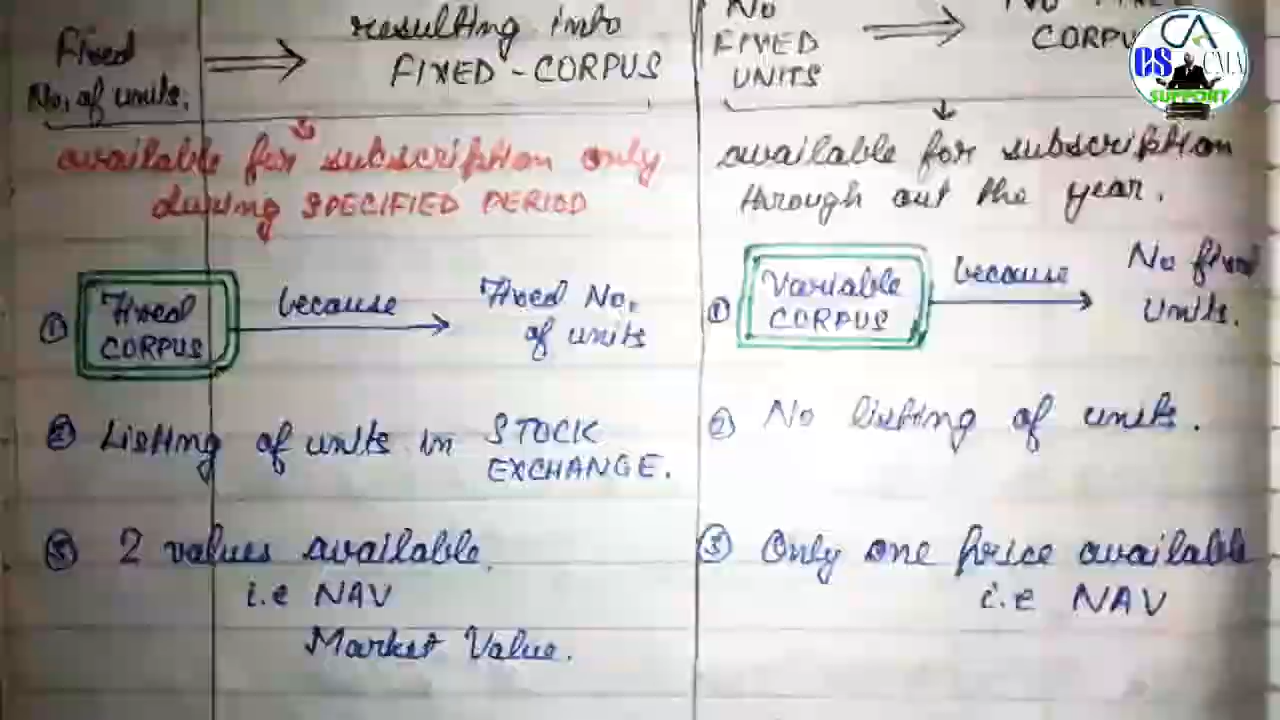 Fixed
No. of units.
resulting into
FIXED - CORPUS
available for subscription only
during SPECIFIED PERIOD
① Fixed
CORPUS
because
Fixed No.
of units
② Listing of units in STOCK
EXCHANGE.
③ 2 values available.
i.e NAV
Market Value.
No
FIXED
UNITS
CORPU
available for subscription
through out the year.
① Variable
CORPUS
because
No fixed
Units.
② No listing of units.
③ Only one price available
i.e NAV
CA
CS
CMA
SUPPORT